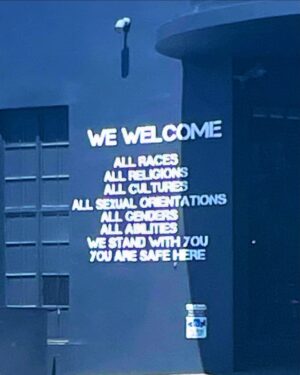 WE WELCOME
ALL RACES
ALL RELIGIONS
ALL CULTURES
ALL SEXUAL ORIENTATIONS
ALL GENDERS
ALL ABILITIES
WE STAND WITH YOU
YOU ARE SAFE HERE